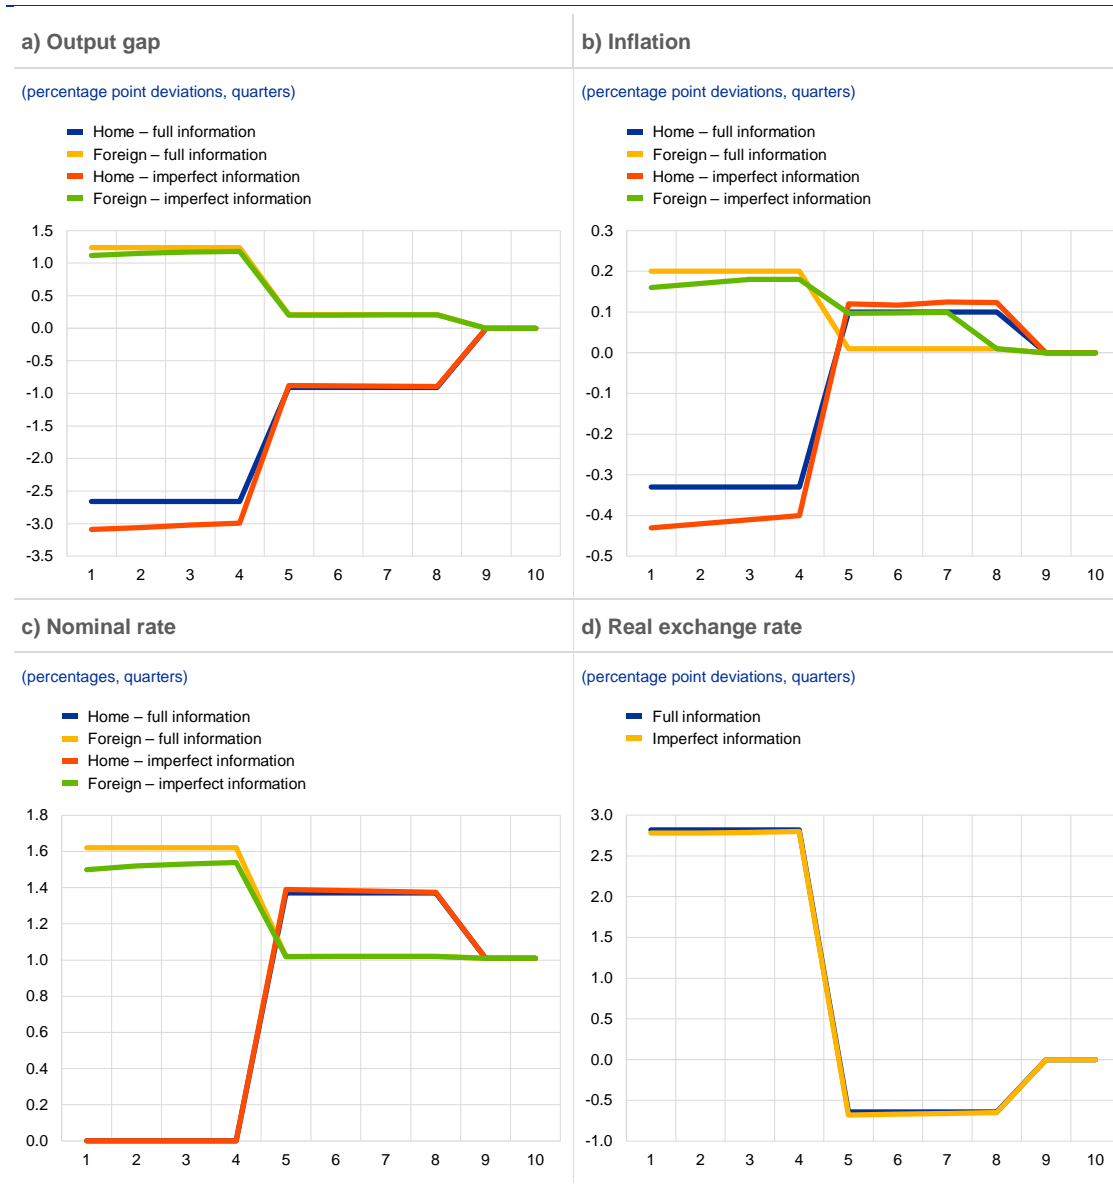 a) Output gap
(percentage point deviations, quarters)
Home – full information
Foreign – full information
Home – imperfect information
Foreign – imperfect information
1.5
1.0
0.5
0.0
-0.5
-1.0
-1.5
-2.0
-2.5
-3.0
-3.5
1 2 3 4 5 6 7 8 9 10
b) Inflation
(percentage point deviations, quarters)
Home – full information
Foreign – full information
Home – imperfect information
Foreign – imperfect information
0.3
0.2
0.1
0.0
-0.1
-0.2
-0.3
-0.4
-0.5
1 2 3 4 5 6 7 8 9 10
c) Nominal rate
(percentages, quarters)
Home – full information
Foreign – full information
Home – imperfect information
Foreign – imperfect information
1.8
1.6
1.4
1.2
1.0
0.8
0.6
0.4
0.2
0.0
1 2 3 4 5 6 7 8 9 10
d) Real exchange rate
(percentage point deviations, quarters)
Full information
Imperfect information
3.0
2.5
2.0
1.5
1.0
0.5
0.0
-0.5
-1.0
1 2 3 4 5 6 7 8 9 10